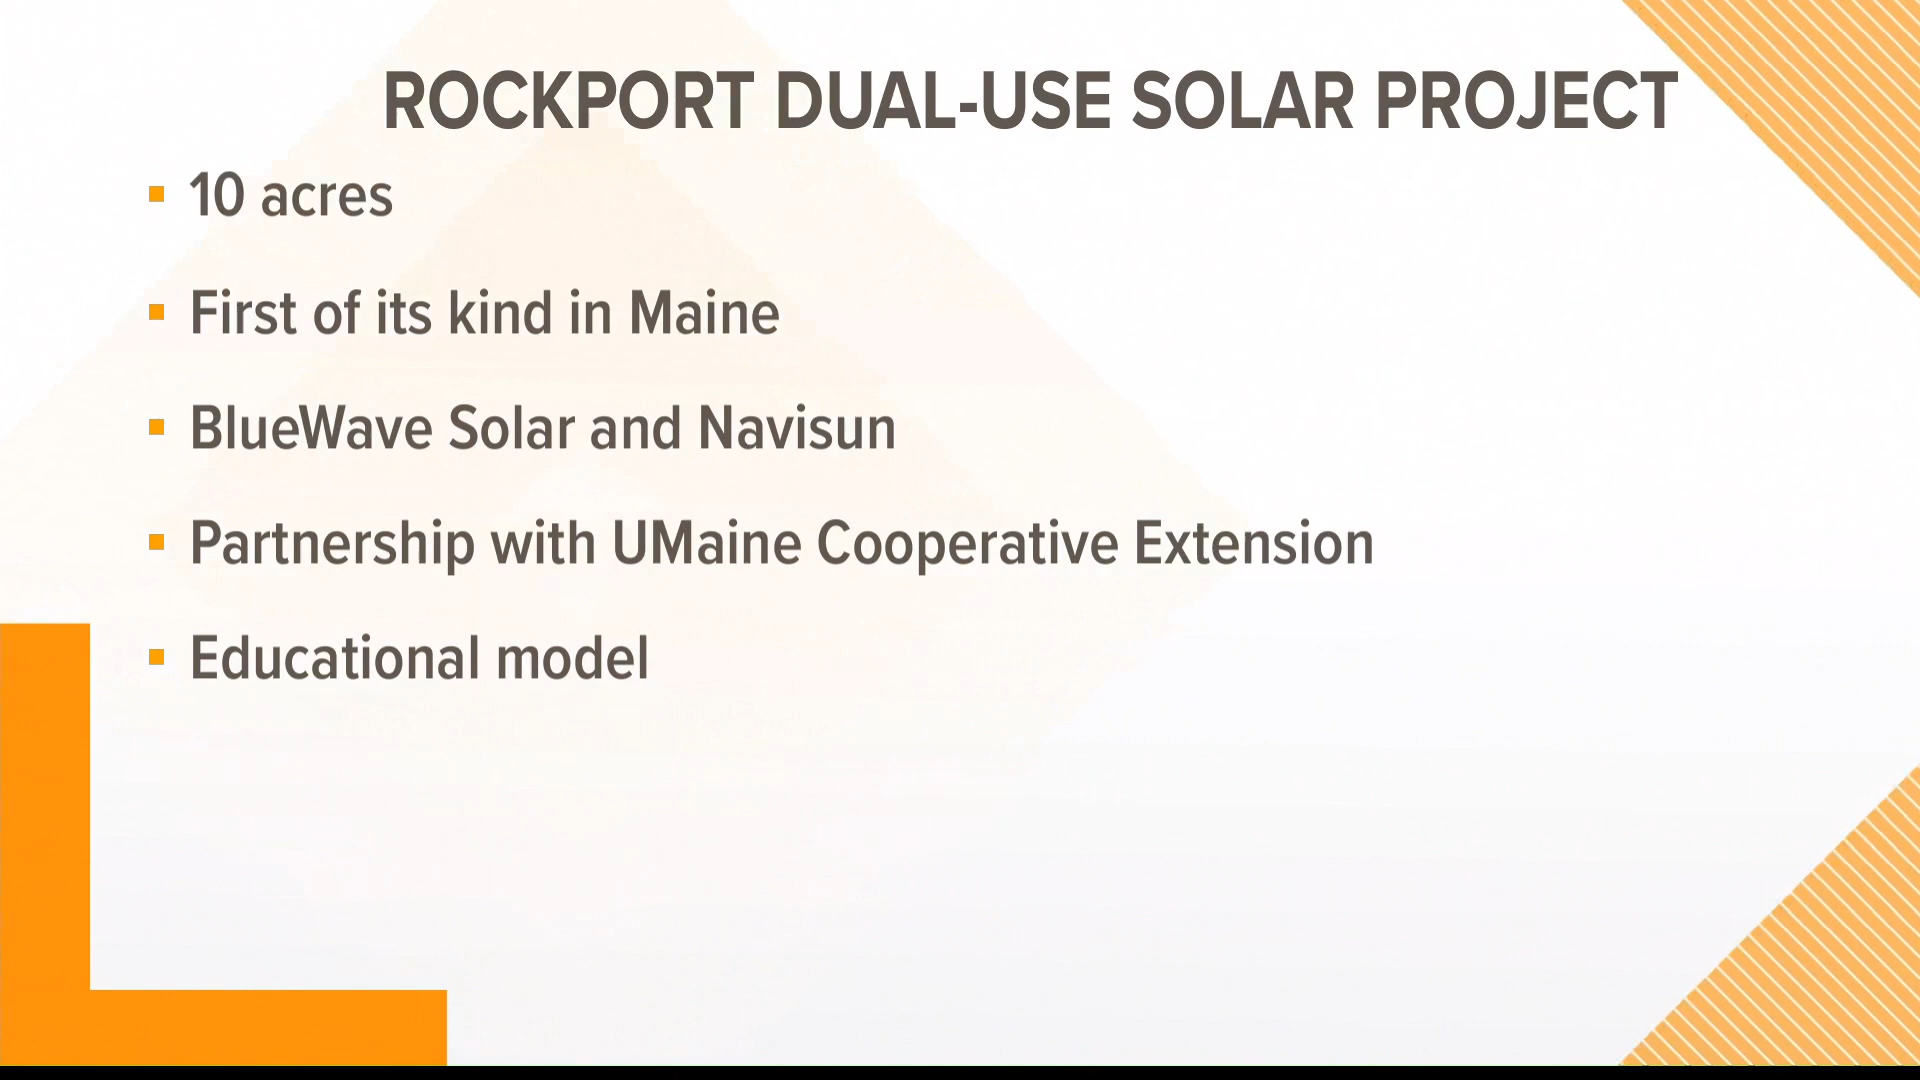 ROCKPORT DUAL-USE SOLAR PROJECT
10 acres
First of its kind in Maine
BlueWave Solar and Navisun
Partnership with UMaine Cooperative Extension
Educational model